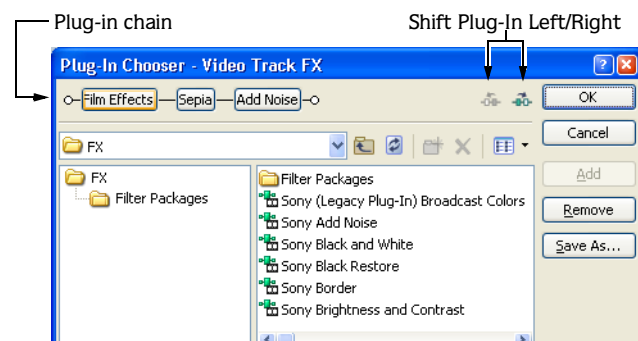 Plug-in chain
Shift Plug-In Left/Right
Plug-In Chooser - Video Track FX
Film Effects
Sepia
Add Noise
OK
FX
Cancel
FX
Filter Packages
Filter Packages
Sony (Legacy Plug-In) Broadcast Colors
Sony Add Noise
Sony Black and White
Sony Black Restore
Sony Border
Sony Brightness and Contrast
Add
Remove
Save As...